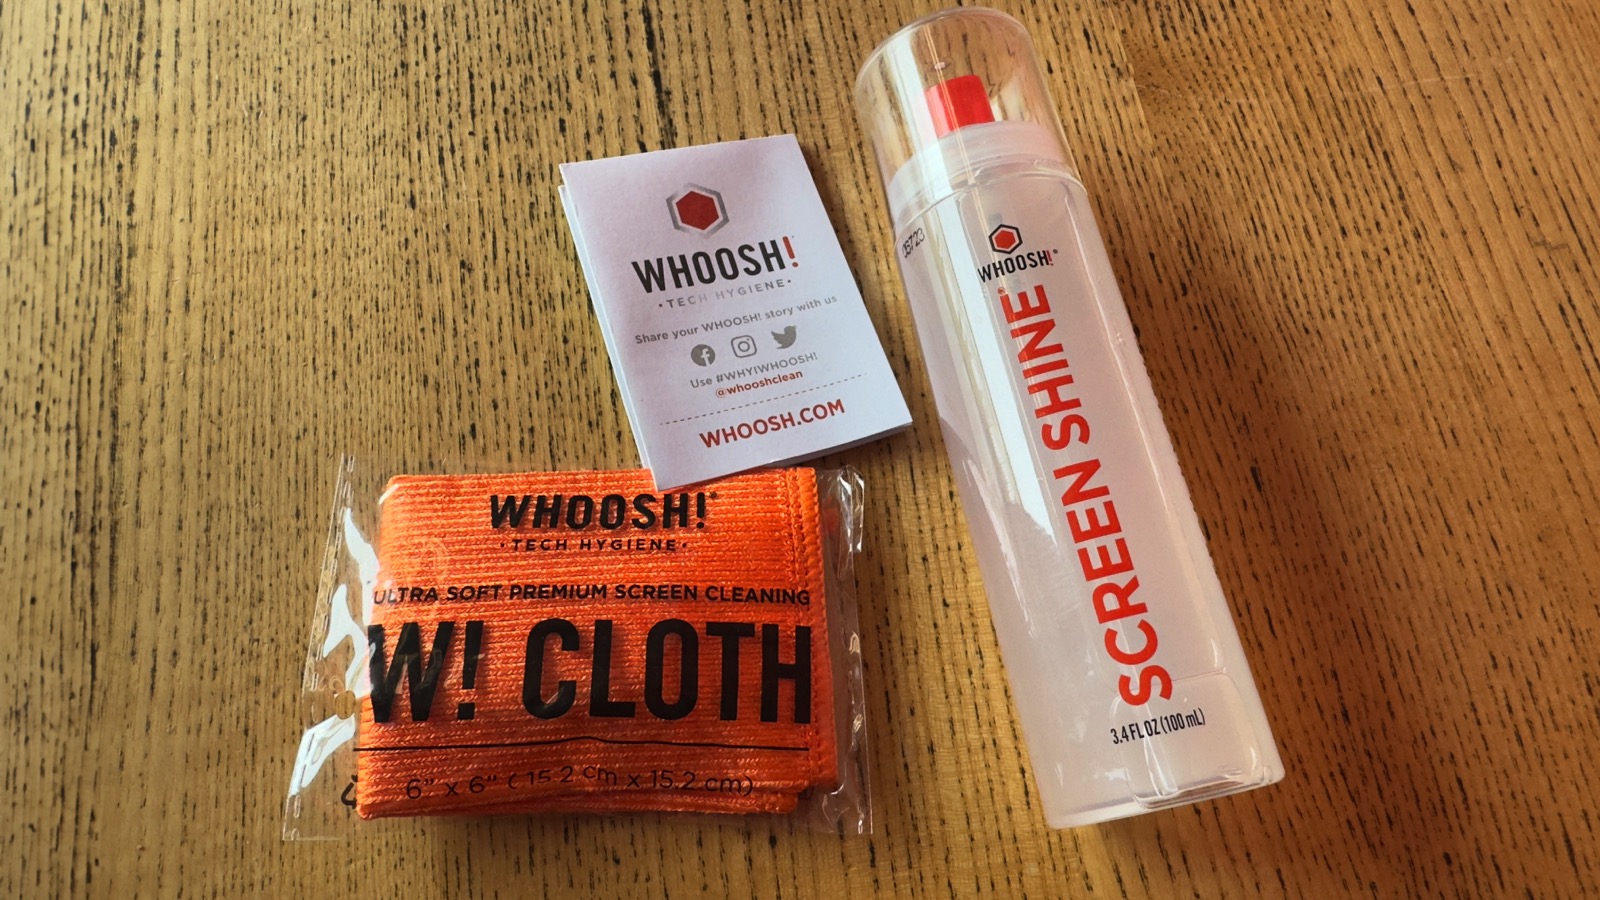 WHOOSH!
• TECH HYGIENE •
Share your WHOOSH! story with us
Use #WHYIWHOOSH!
@whooshclean
WHOOSH.COM
WHOOSH!
• TECH HYGIENE •
ULTRA SOFT PREMIUM SCREEN CLEANING
W! CLOTH
6” x 6” ( 15.2 cm x 15.2 cm)
05723
WHOOSH!®
SCREEN SHINE
3.4 FL OZ (100 mL)